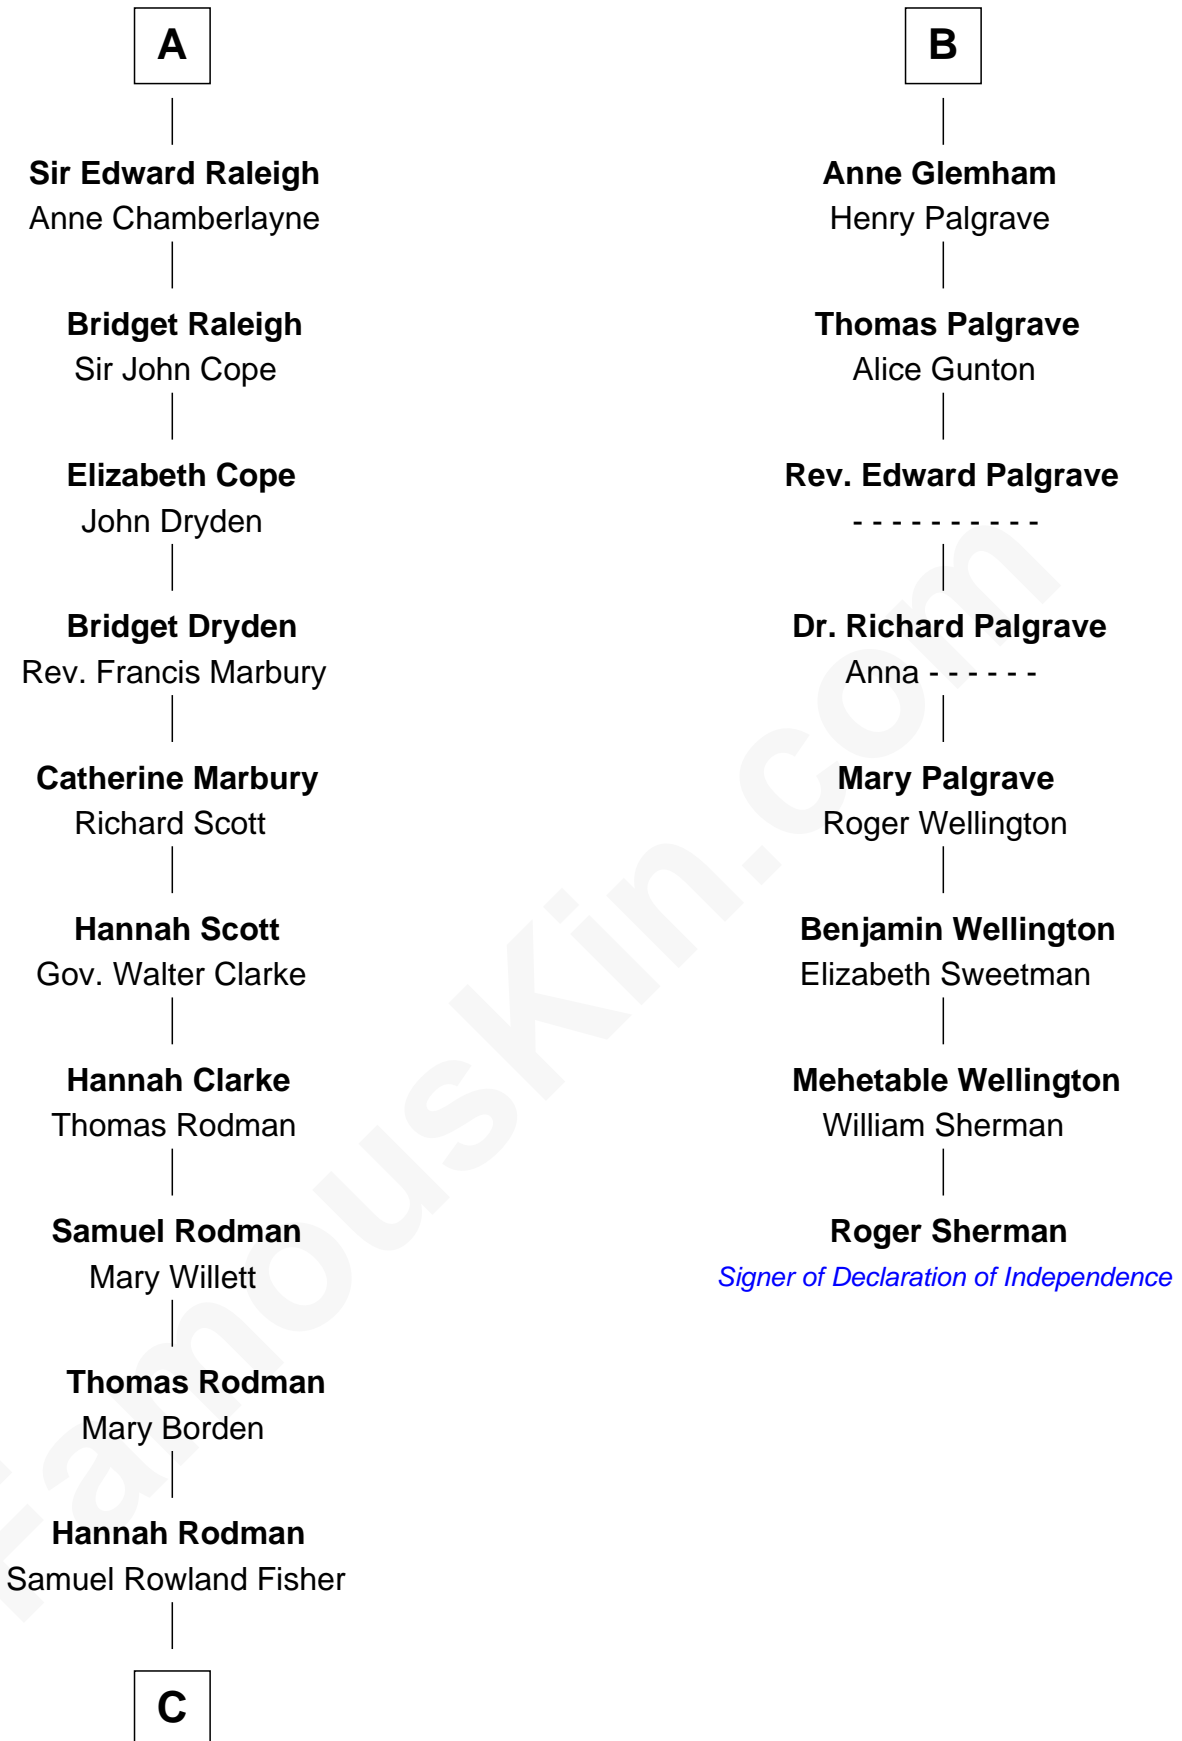 A
Sir Edward Raleigh
Anne Chamberlayne
Bridget Raleigh
Sir John Cope
Elizabeth Cope
John Dryden
Bridget Dryden
Rev. Francis Marbury
Catherine Marbury
Richard Scott
Hannah Scott
Gov. Walter Clarke
Hannah Clarke
Thomas Rodman
Samuel Rodman
Mary Willett
Thomas Rodman
Mary Borden
Hannah Rodman
Samuel Rowland Fisher
C
B
Anne Glemham
Henry Palgrave
Thomas Palgrave
Alice Gunton
Rev. Edward Palgrave
- - - - - - - - - -
Dr. Richard Palgrave
Anna - - - - - -
Mary Palgrave
Roger Wellington
Benjamin Wellington
Elizabeth Sweetman
Mehetable Wellington
William Sherman
Roger Sherman
Signer of Declaration of Independence
FamousKin.com